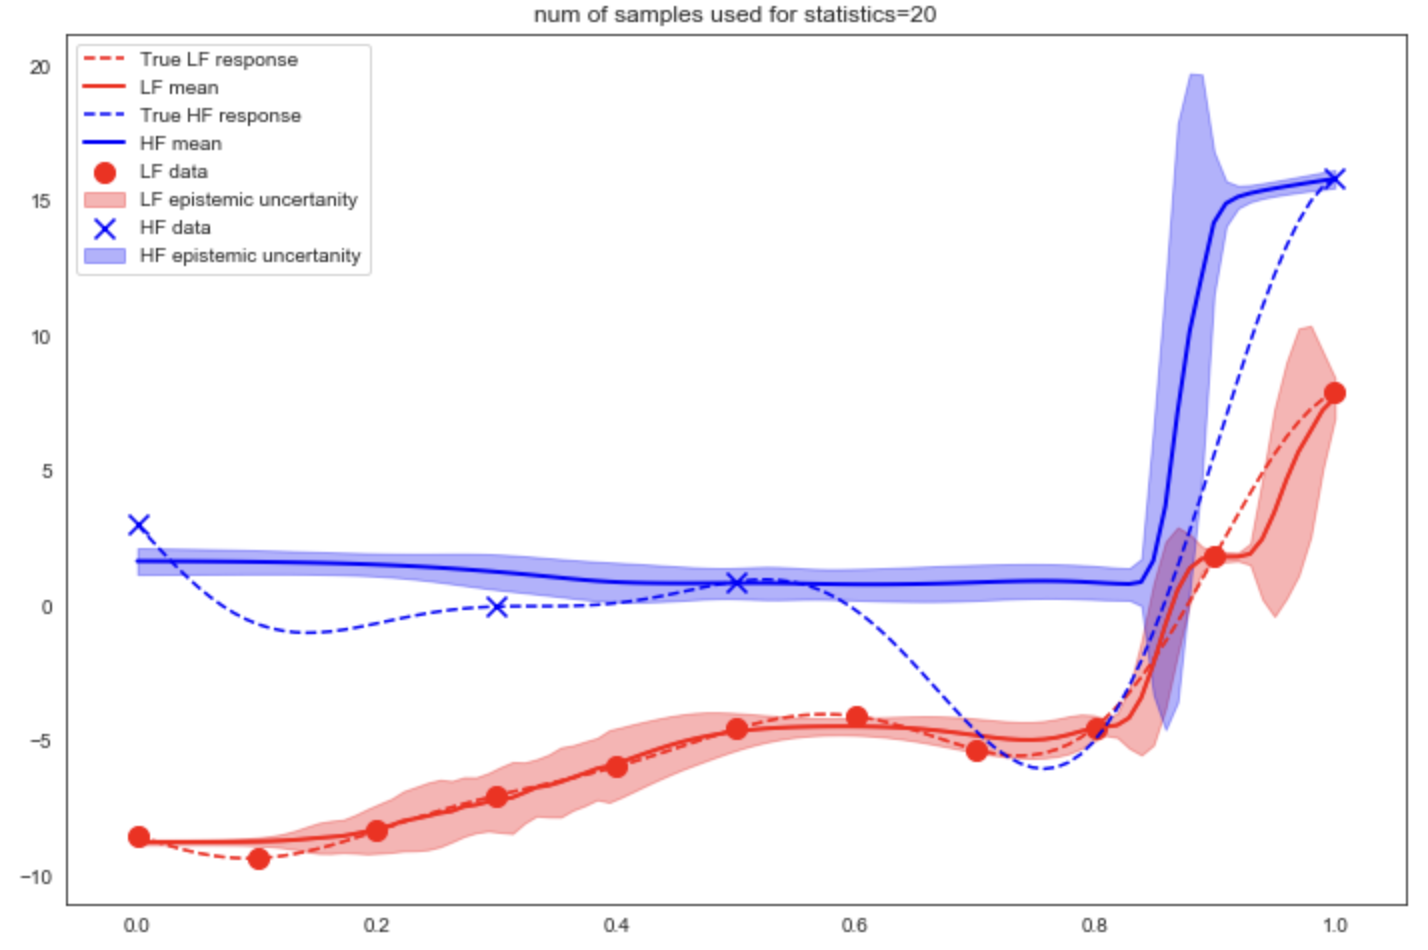 num of samples used for statistics=20
True LF response
LF mean
True HF response
HF mean
LF data
LF epistemic uncertanity
HF data
HF epistemic uncertanity
20
15
10
5
0
−5
−10
0.0 0.2 0.4 0.6 0.8 1.0